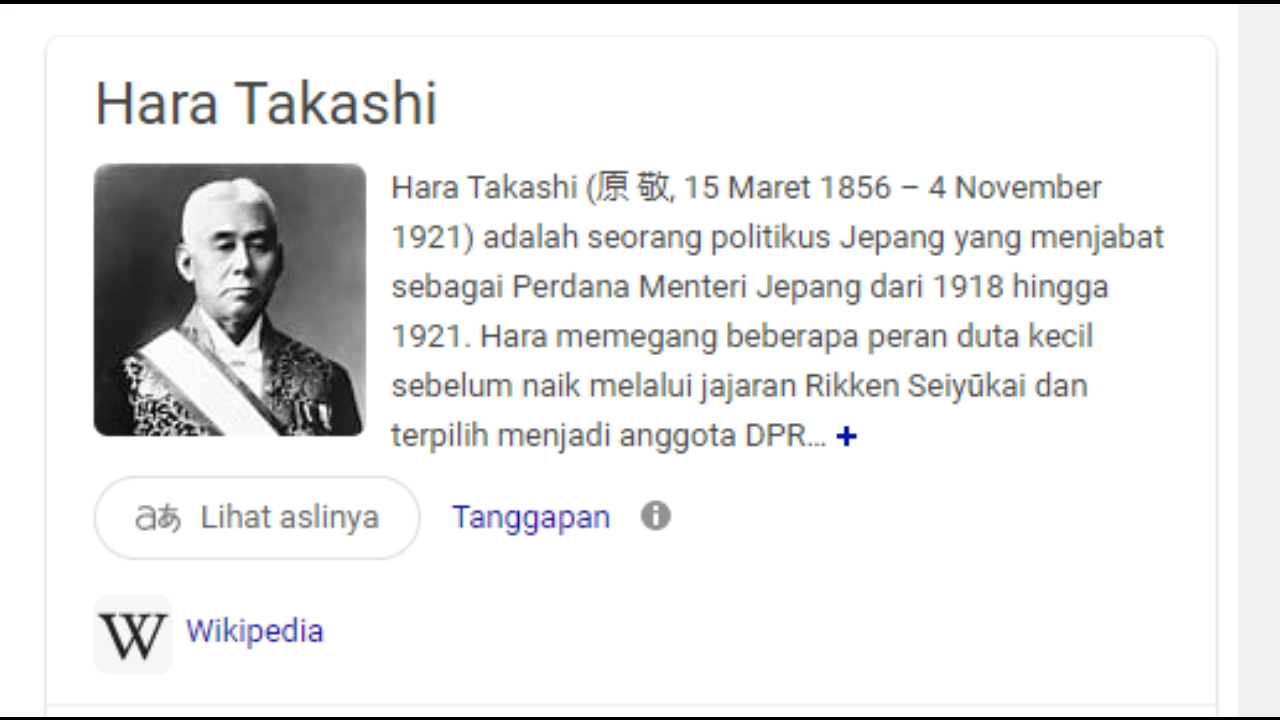 Hara Takashi
Hara Takashi (原 敬, 15 Maret 1856 – 4 November
1921) adalah seorang politikus Jepang yang menjabat
sebagai Perdana Menteri Jepang dari 1918 hingga
1921. Hara memegang beberapa peran duta kecil
sebelum naik melalui jajaran Rikken Seiyūkai dan
terpilih menjadi anggota DPR... +
aあ Lihat aslinya Tanggapan i
W Wikipedia